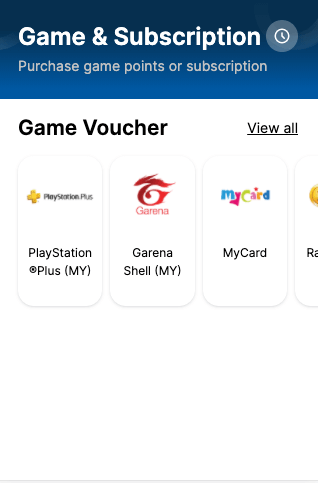 Game & Subscription
Purchase game points or subscription
Game Voucher
View all
PlayStation.Plus
Garena
MyCard
PlayStation
®Plus (MY)
Garena
Shell (MY)
MyCard
Ra